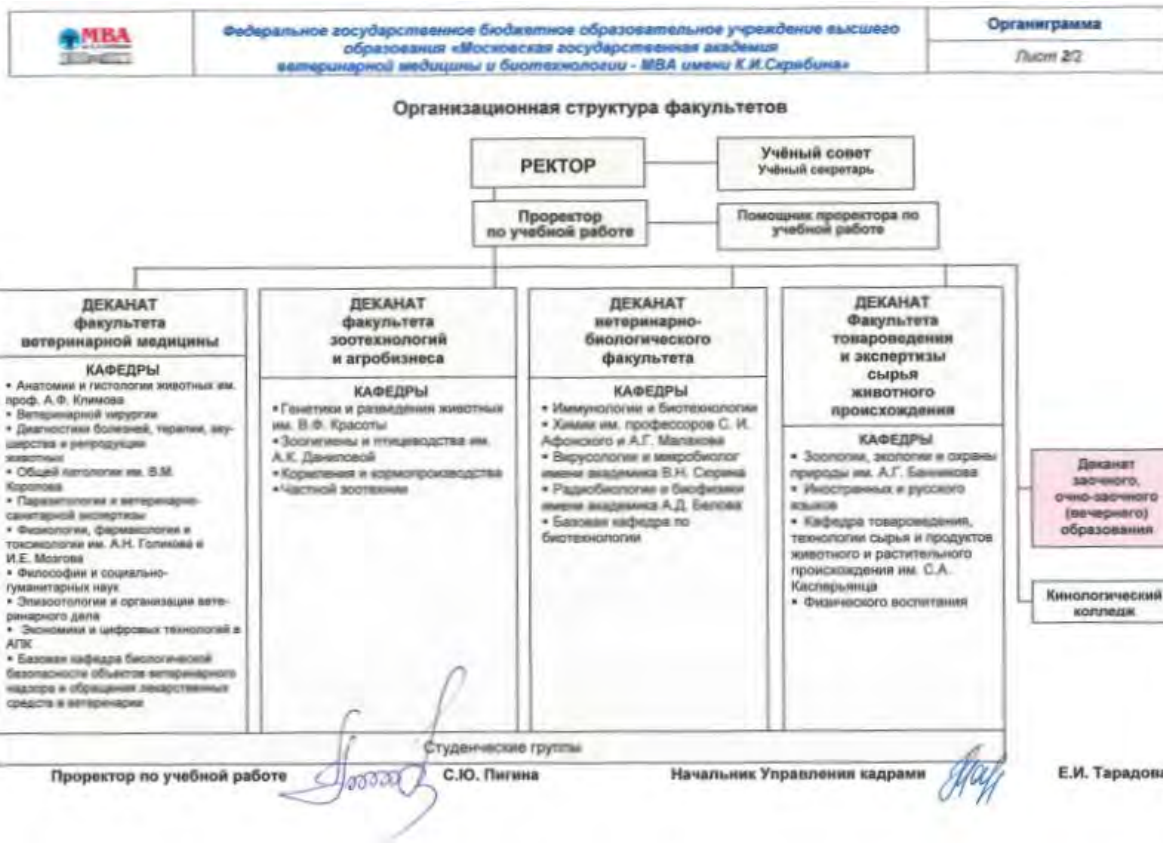 МВА
Федеральное государственное бюджетное образовательное учреждение высшего
образования «Московская государственная академия
ветеринарной медицины и биотехнологии - МВА имени К.И.Скрябина»
Органиграмма
Лист 2/2
Организационная структура факультетов
РЕКТОР
Учёный совет
Учёный секретарь
Проректор
по учебной работе
Помощник проректора по
учебной работе
ДЕКАНАТ
факультета
ветеринарной медицины
КАФЕДРЫ
• Анатомии и гистологии животных им.
проф. А.Ф. Климова
• Ветеринарной хирургии
• Диагностики болезней, терапии, аку-
шерства и репродукции
животных
• Общей патологии им. В.М.
Коропова
• Паразитологии и ветеринарно-
санитарной экспертизы
• Физиологии, фармакологии и
токсикологии им. А.Н. Голикова и
И.Е. Мозгова
• Философии и социально-
гуманитарных наук
• Эпизоотологии и организации вете-
ринарного дела
• Экономики и цифровых технологий в
АПК
• Базовая кафедра биологической
безопасности объектов ветеринарного
надзора и обращения лекарственных
средств в ветеринарии
ДЕКАНАТ
факультета
зоотехнологий
и агробизнеса
КАФЕДРЫ
• Генетики и разведения животных
им. В.Ф. Красоты
• Зоогигиены и птицеводства им.
А.К. Даниловой
• Кормления и кормопроизводства
• Частной зоотехнии
ДЕКАНАТ
ветеринарно-
биологического
факультета
КАФЕДРЫ
• Иммунологии и биотехнологии
• Химии им. профессоров С. И.
Афонского и А.Г. Малахова
• Вирусологии и микробиолог
имени академика В.Н. Сюрина
• Радиобиологии и биофизики
имени академика А.Д. Белова
• Базовая кафедра по
биотехнологии
ДЕКАНАТ
Факультета
товароведения
и экспертизы
сырья
животного
происхождения
КАФЕДРЫ
• Зоологии, экологии и охраны
природы им. А.Г. Банникова
• Иностранных и русского
языков
• Кафедра товароведения,
технологии сырья и продуктов
животного и растительного
происхождения им. С.А.
Каспарьянца
• Физического воспитания
Деканат
заочного,
очно-заочного
(вечернего)
образования
Кинологический
колледж
Студенческие группы
Проректор по учебной работе
С.Ю. Пигина
Начальник Управления кадрами
Е.И. Тарадова